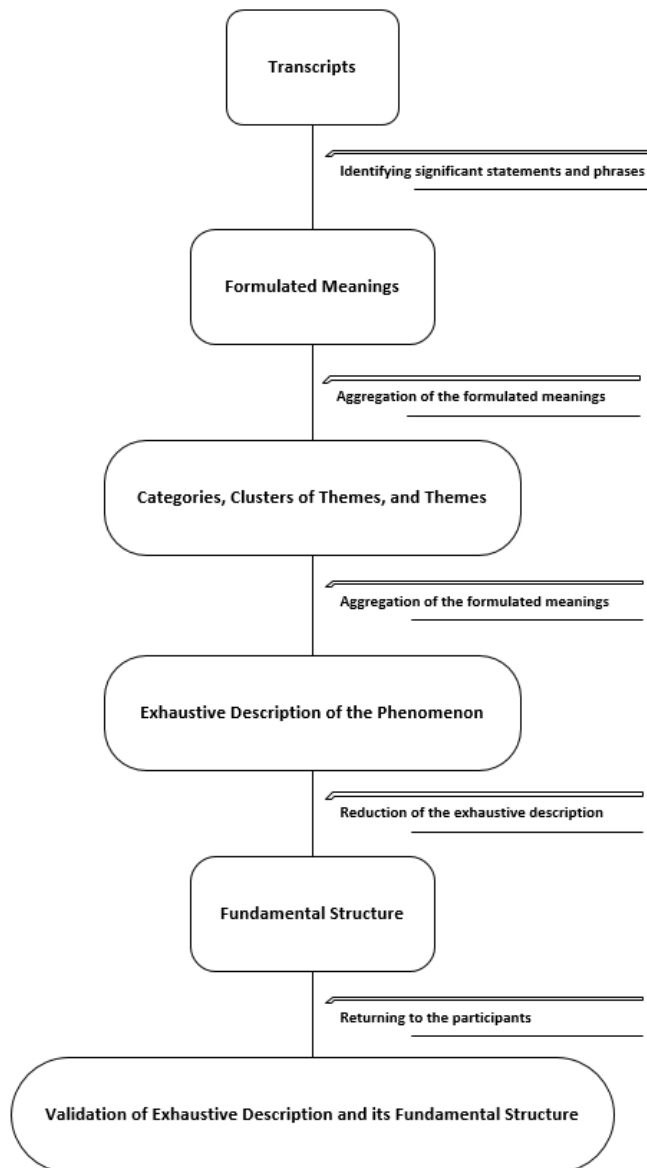 Transcripts
Identifying significant statements and phrases
Formulated Meanings
Aggregation of the formulated meanings
Categories, Clusters of Themes, and Themes
Aggregation of the formulated meanings
Exhaustive Description of the Phenomenon
Reduction of the exhaustive description
Fundamental Structure
Returning to the participants
Validation of Exhaustive Description and its Fundamental Structure